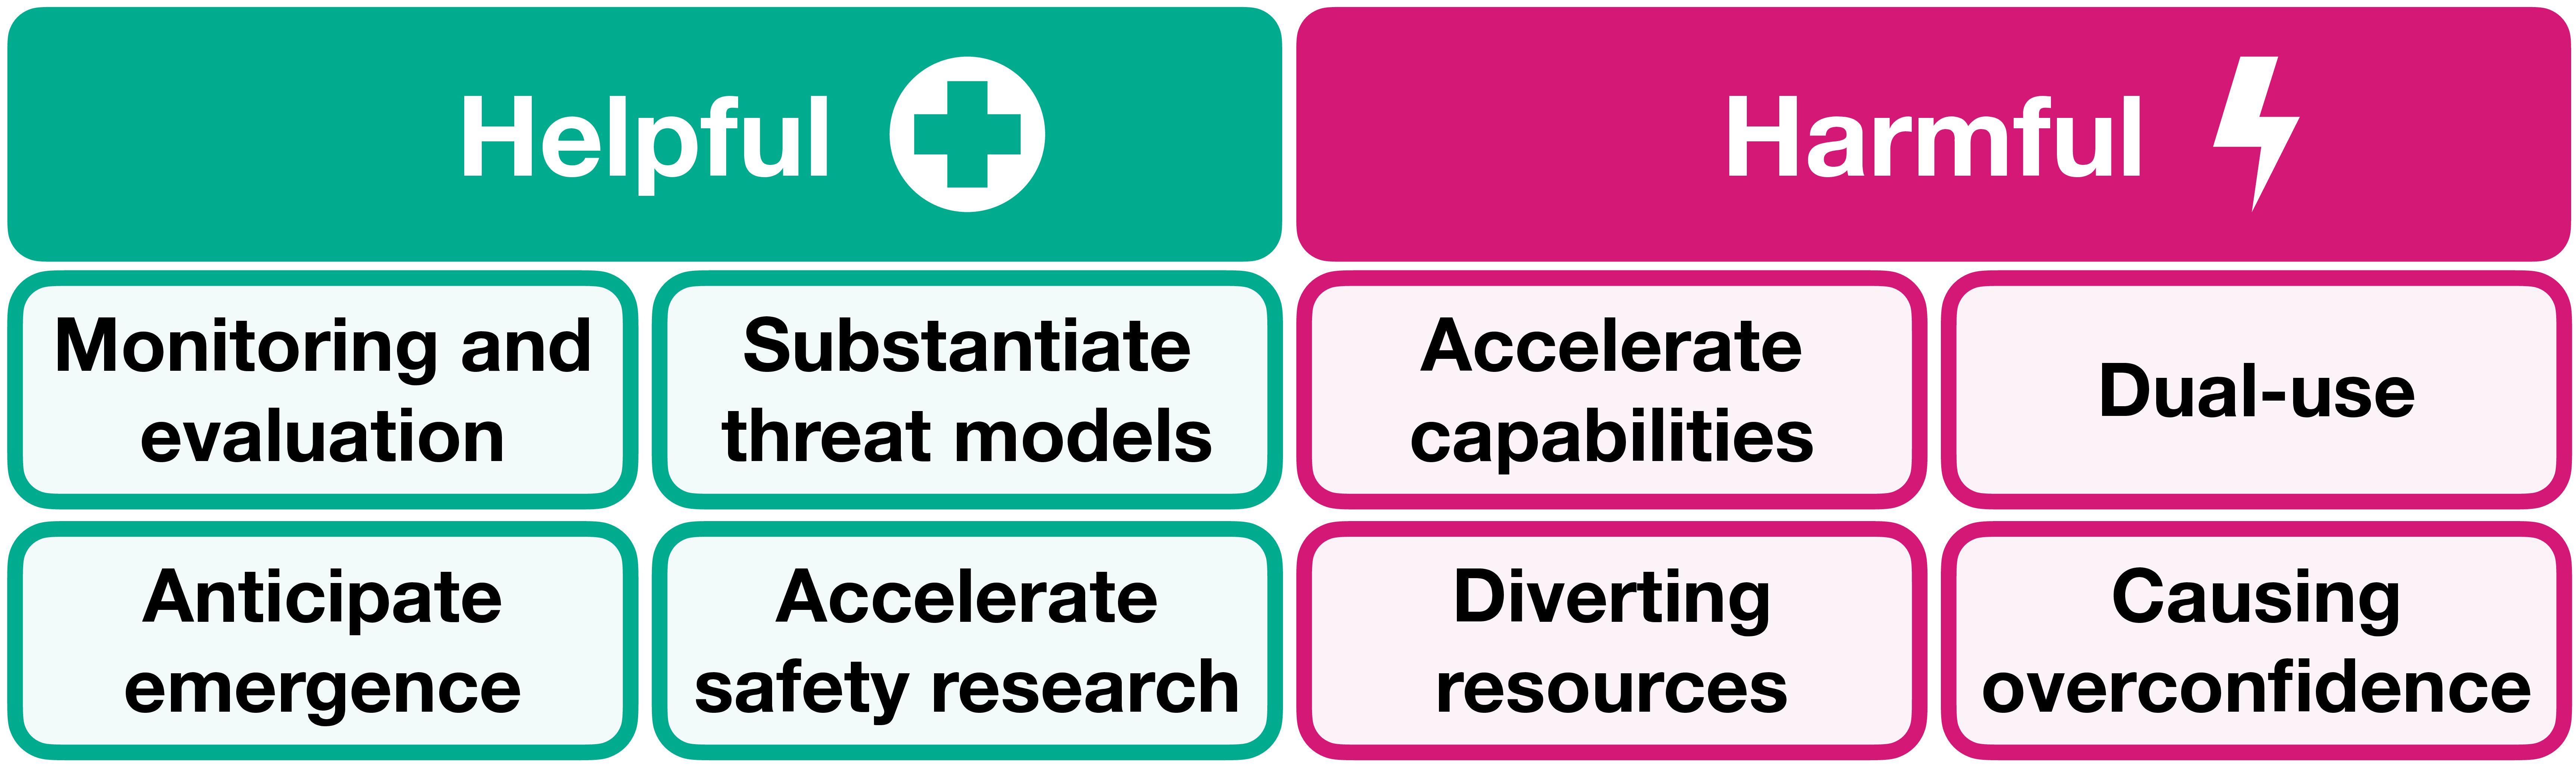 Helpful
Harmful
Monitoring and
evaluation
Substantiate
threat models
Accelerate
capabilities
Dual-use
Anticipate
emergence
Accelerate
safety research
Diverting
resources
Causing
overconfidence